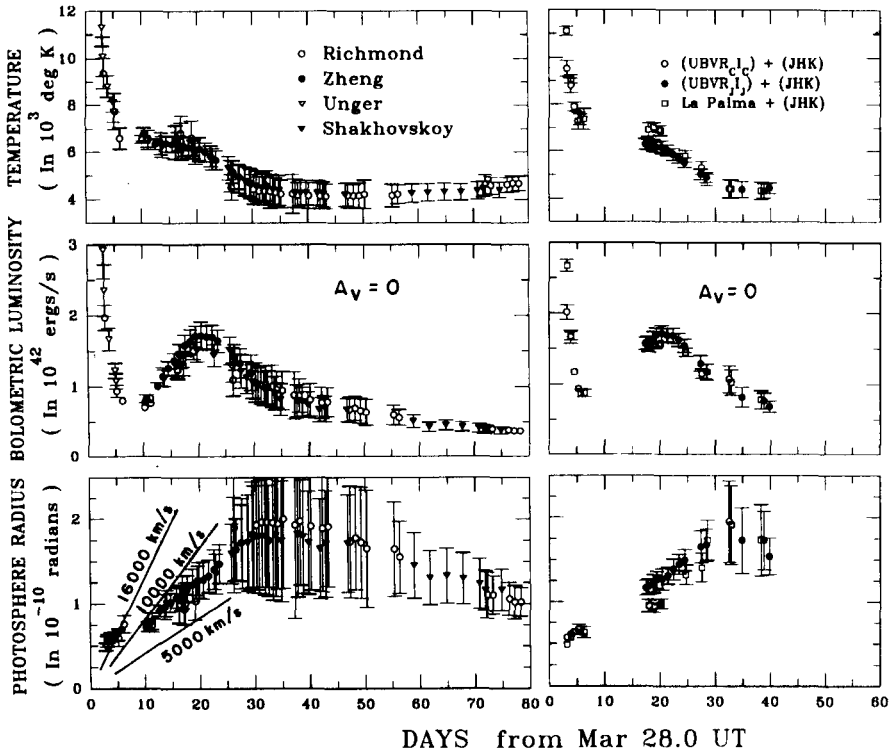 TEMPERATURE
( In 10³ deg K )
12
10
8
6
4
Richmond
Zheng
Unger
Shakhovskoy
(UBVR_C I_C) + (JHK)
(UBVR_J I_J) + (JHK)
La Palma + (JHK)
BOLOMETRIC LUMINOSITY
( In 10⁴² ergs/s )
3
2
1
0
A_V = 0
A_V = 0
PHOTOSPHERE RADIUS
( In 10⁻¹⁰ radians )
2
1
0
16000 km/s
10000 km/s
5000 km/s
0 10 20 30 40 50 60 70 80
0 10 20 30 40 50 60
DAYS from Mar 28.0 UT